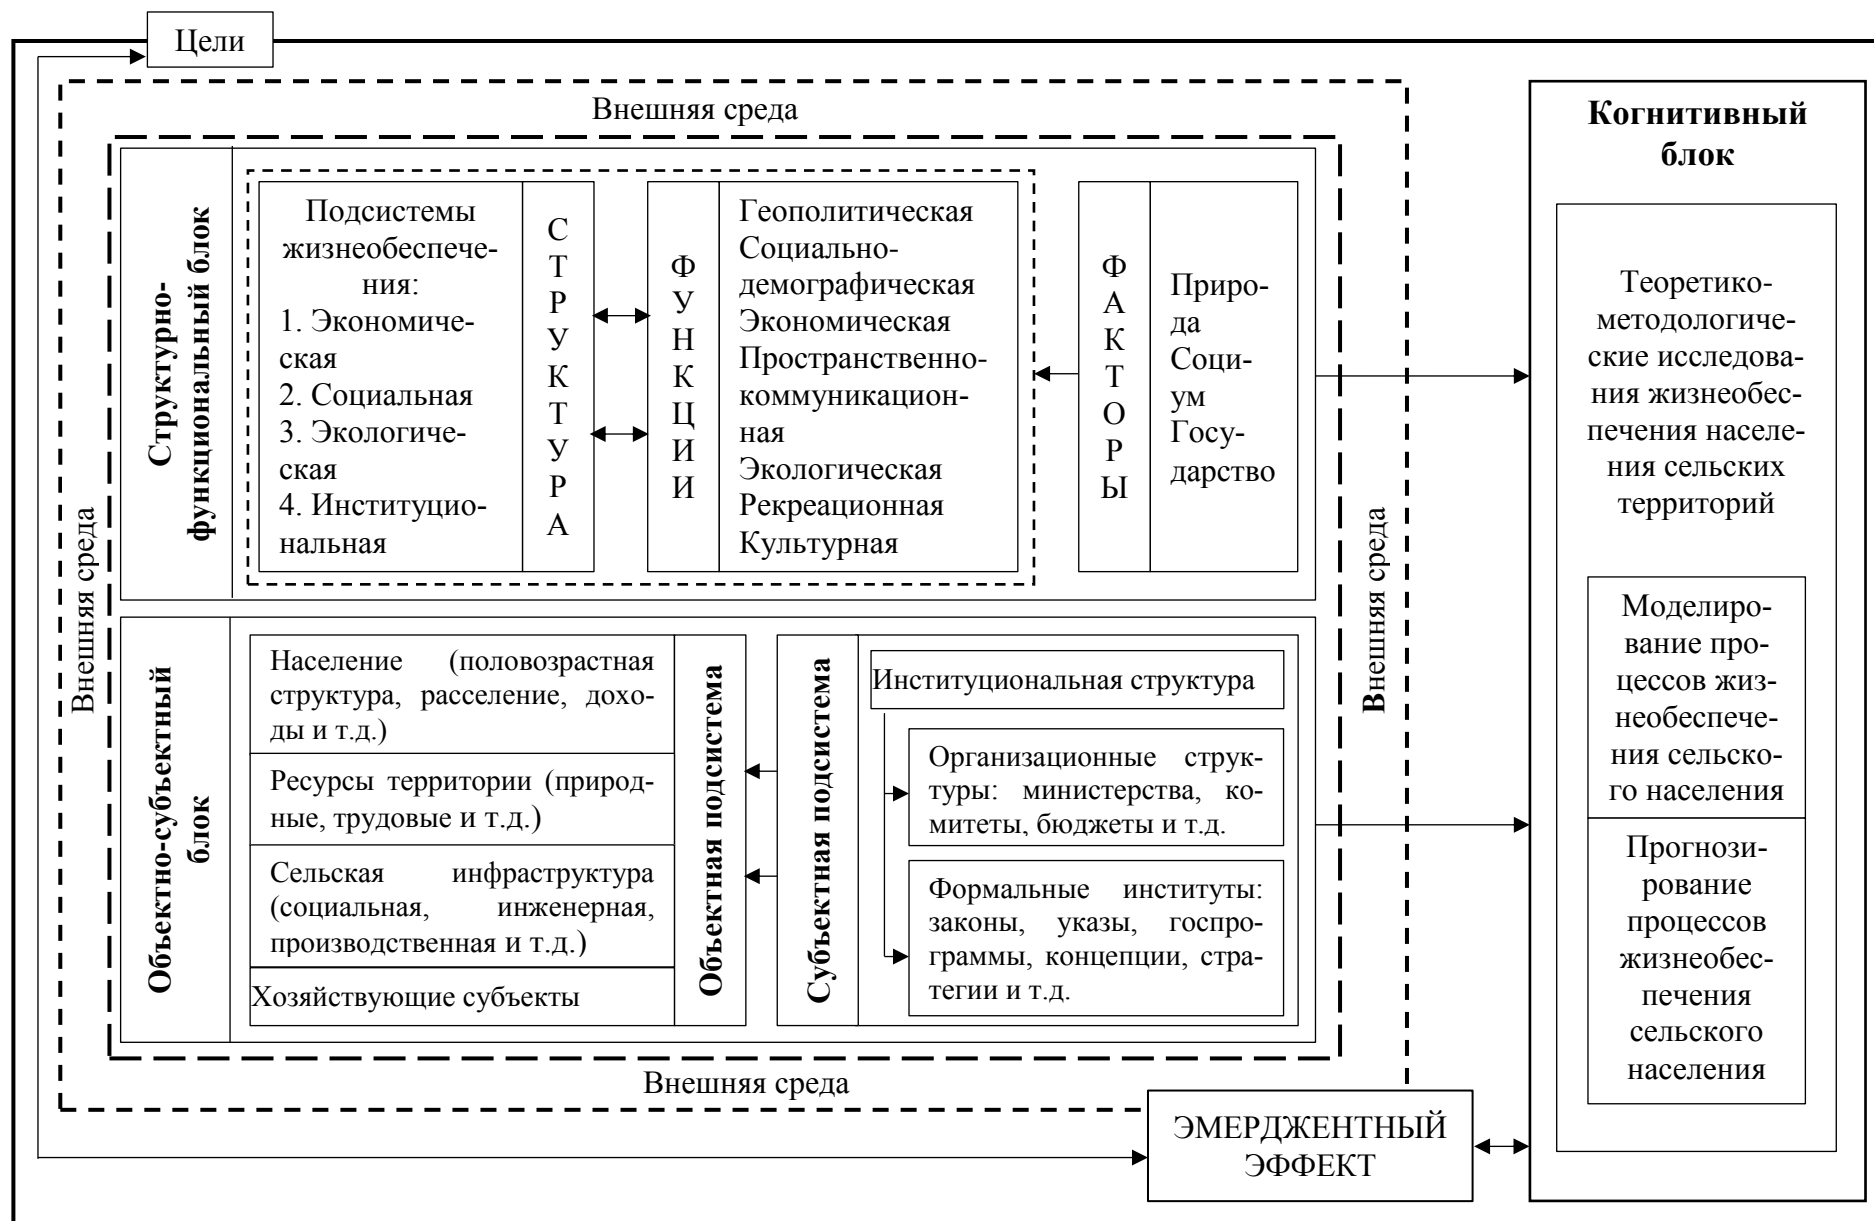 Цели
Внешняя среда
Внешняя среда
Структурно-
функциональный блок
Подсистемы
жизнеобеспече-
ния:
1. Экономиче-
ская
2. Социальная
3. Экологиче-
ская
4. Институцио-
нальная
СТРУКТУРА
ФУНКЦИИ
Геополитическая
Социально-
демографическая
Экономическая
Пространственно-
коммуникацион-
ная
Экологическая
Рекреационная
Культурная
ФАКТОРЫ
Приро-
да
Соци-
ум
Госу-
дарство
Внешняя среда
Объектно-субъектный
блок
Население (половозрастная
структура, расселение, дохо-
ды и т.д.)
Ресурсы территории (природ-
ные, трудовые и т.д.)
Сельская инфраструктура
(социальная, инженерная,
производственная и т.д.)
Хозяйствующие субъекты
Объектная подсистема
Субъектная подсистема
Институциональная структура
Организационные струк-
туры: министерства, ко-
митеты, бюджеты и т.д.
Формальные институты:
законы, указы, госпро-
граммы, концепции, стра-
тегии и т.д.
Внешняя среда
Когнитивный
блок
Теоретико-
методологиче-
ские исследова-
ния жизнеобес-
печения населе-
ния сельских
территорий
Моделиро-
вание про-
цессов жиз-
необеспече-
ния сельско-
го населения
Прогнози-
рование
процессов
жизнеобес-
печения
сельского
населения
ЭМЕРДЖЕНТНЫЙ
ЭФФЕКТ